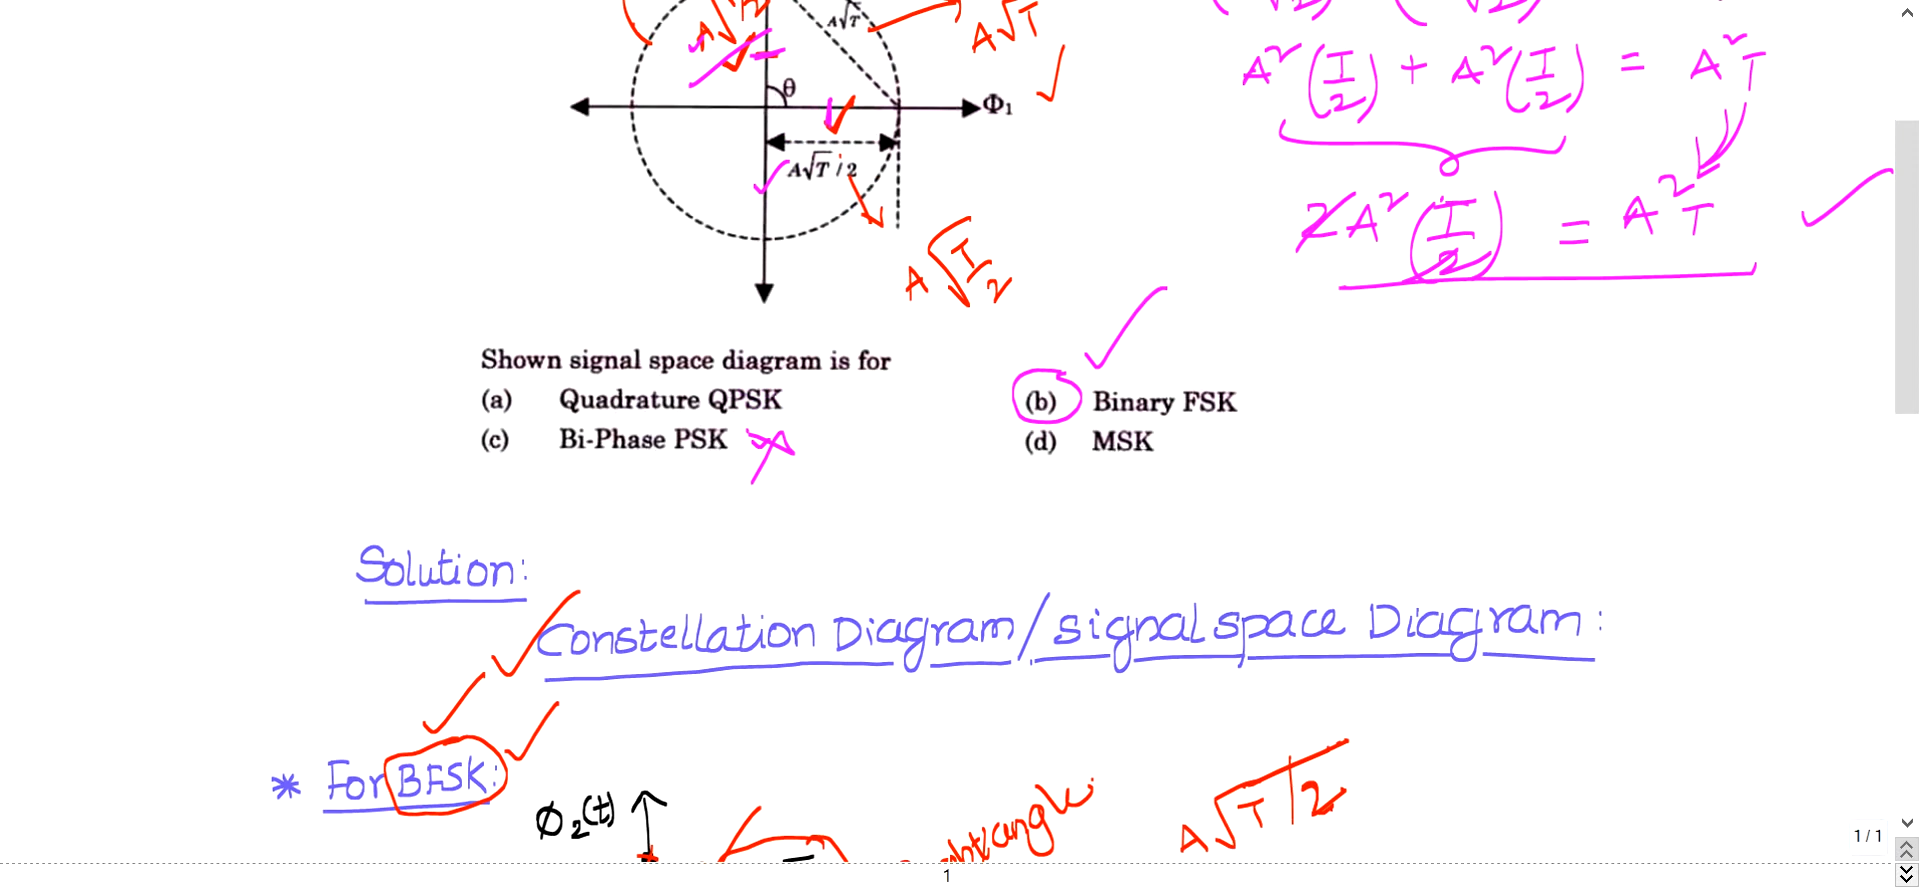 A√T
A√T
A²(T/2) + A²(T/2) = A²T
θ
Φ₁
A√T/2
2A²(T/2) = A²T
A√T/2
Shown signal space diagram is for
(a) Quadrature QPSK (b) Binary FSK
(c) Bi-Phase PSK (d) MSK
Solution:
Constellation Diagram/signal space Diagram:
* For BFSK:
Ø₂(t)
A√T/2
1 / 1
1